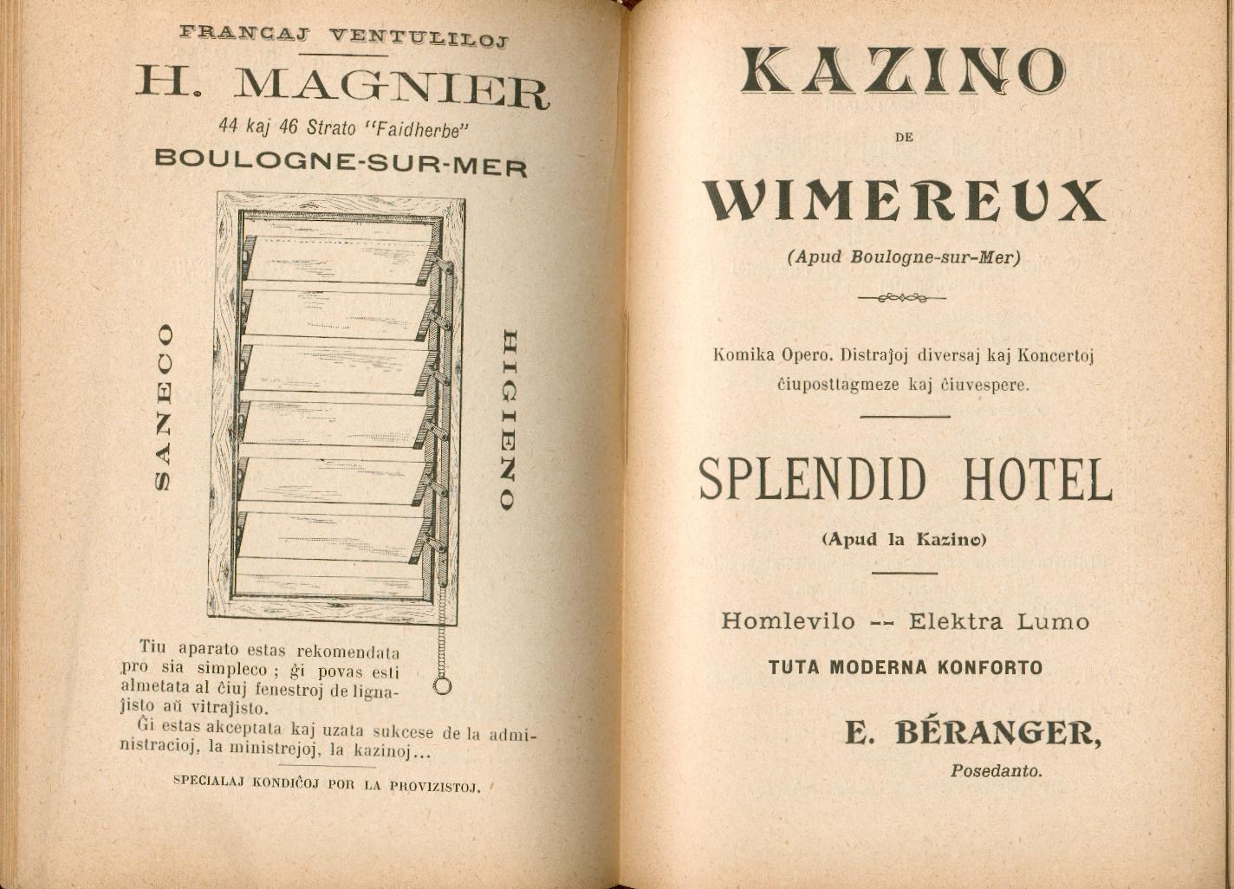 FRANCAJ VENTULILOJ
H. MAGNIER
44 kaj 46 Strato "Faidherbe"
BOULOGNE-SUR-MER
SANECO
HIGIENO
Tiu aparato estas rekomendata
pro sia simpleco ; ĝi povas esti
almetata al ĉiuj fenestroj de ligna-
ĵisto aŭ vitraĵisto.
Ĝi estas akceptata kaj uzata sukcese de la admi-
nistracioj, la ministrejoj, la kazinoj...
SPECIALAJ KONDIĈOJ POR LA PROVIZISTOJ.
KAZINO
DE
WIMEREUX
(Apud Boulogne-sur-Mer)
Komika Opero. Distraĵoj diversaj kaj Koncertoj
ĉiuposttagmeze kaj ĉiuvespere.
SPLENDID HOTEL
(Apud la Kazino)
Homlevilo -- Elektra Lumo
TUTA MODERNA KONFORTO
E. BÉRANGER,
Posedanto.